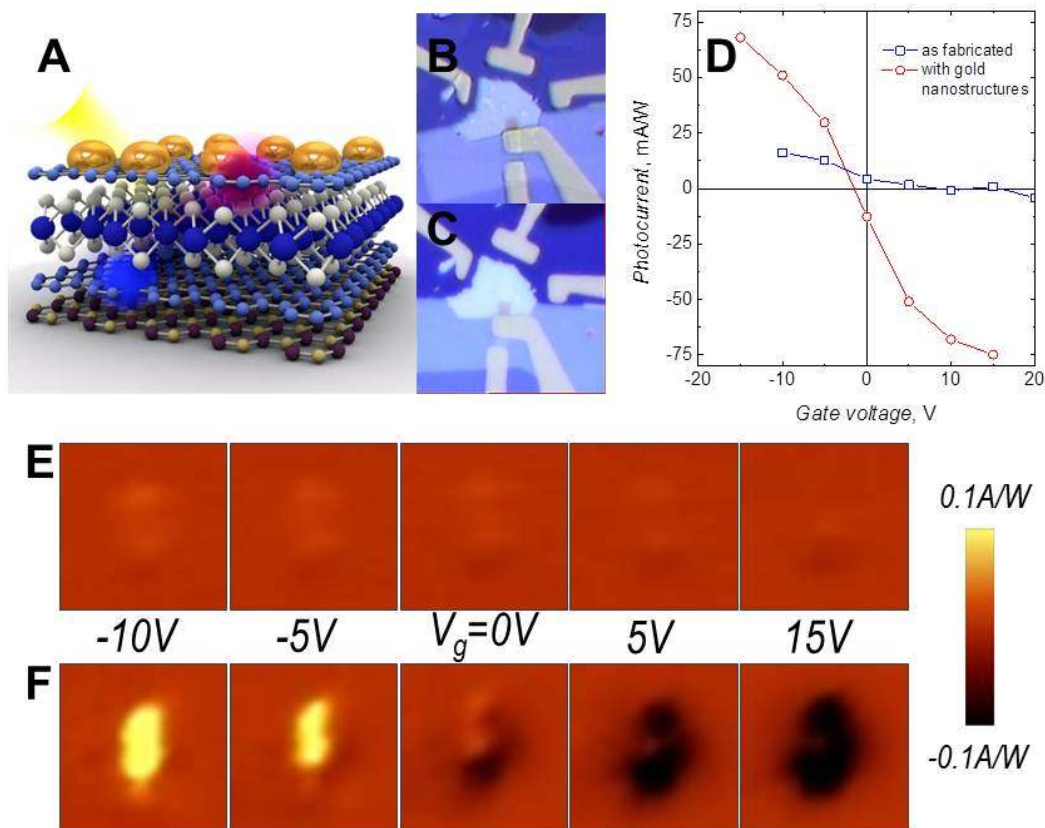 A
B
C
D
as fabricated
with gold
nanostructures
Photocurrent, mA/W
75
50
25
0
-25
-50
-75
-20
-10
0
10
20
Gate voltage, V
E
0.1A/W
-10V
-5V
Vg=0V
5V
15V
F
-0.1A/W